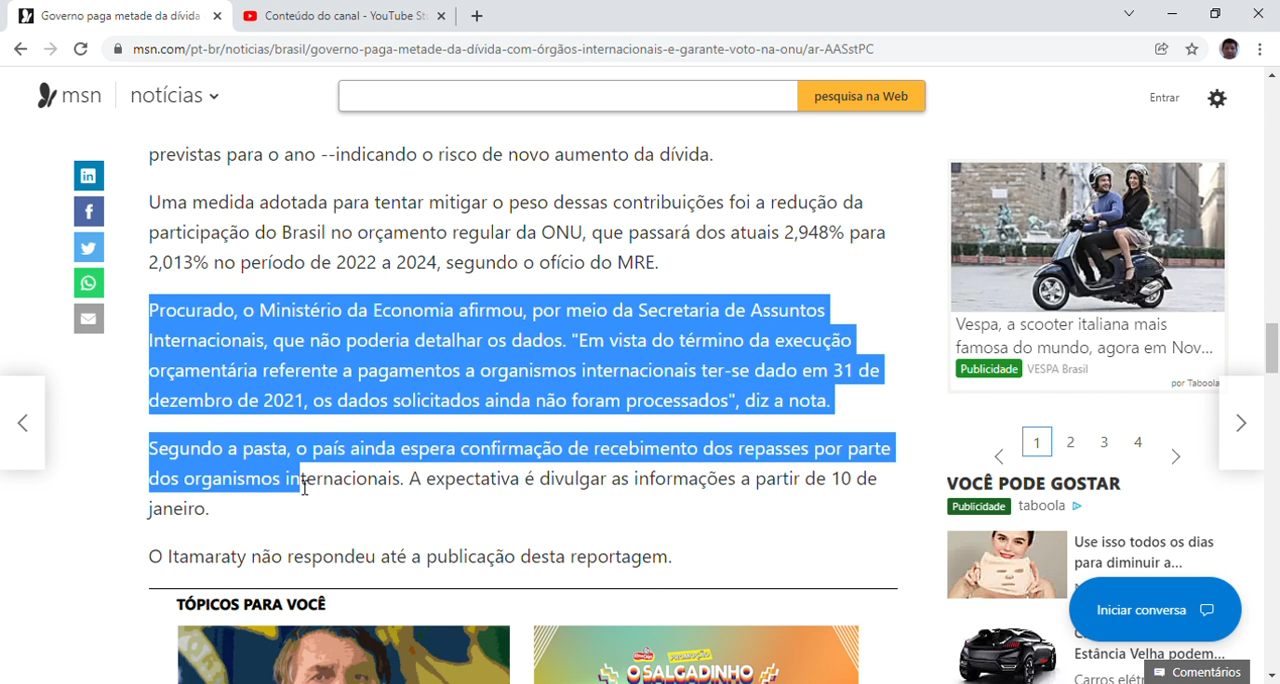 Governo paga metade da dívida
Conteúdo do canal - YouTube St
msn.com/pt-br/noticias/brasil/governo-paga-metade-da-dívida-com-órgãos-internacionais-e-garante-voto-na-onu/ar-AASstPC
msn
notícias
pesquisa na Web
Entrar
previstas para o ano --indicando o risco de novo aumento da dívida.
Uma medida adotada para tentar mitigar o peso dessas contribuições foi a redução da
participação do Brasil no orçamento regular da ONU, que passará dos atuais 2,948% para
2,013% no período de 2022 a 2024, segundo o ofício do MRE.
Procurado, o Ministério da Economia afirmou, por meio da Secretaria de Assuntos
Internacionais, que não poderia detalhar os dados. "Em vista do término da execução
orçamentária referente a pagamentos a organismos internacionais ter-se dado em 31 de
dezembro de 2021, os dados solicitados ainda não foram processados", diz a nota.
Segundo a pasta, o país ainda espera confirmação de recebimento dos repasses por parte
dos organismos internacionais. A expectativa é divulgar as informações a partir de 10 de
janeiro.
O Itamaraty não respondeu até a publicação desta reportagem.
TÓPICOS PARA VOCÊ
PROMOÇÃO
O SALGADINHO
Vespa, a scooter italiana mais
famosa do mundo, agora em Nov...
Publicidade VESPA Brasil
por Taboola
1 2 3 4
VOCÊ PODE GOSTAR
Publicidade taboola
Use isso todos os dias
para diminuir a...
Iniciar conversa
Estância Velha podem...
Carros elétr
Comentários